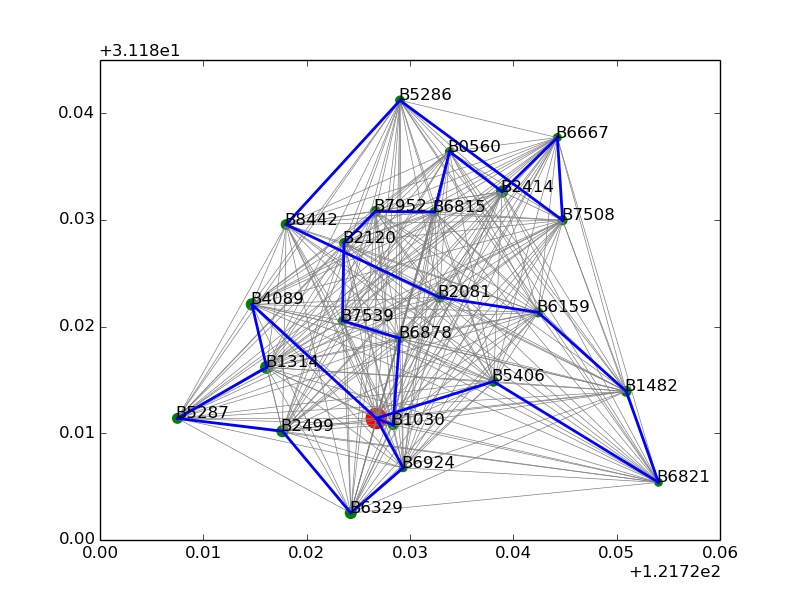 +3.118e1
B5286
0.04
B0560
B6667
B2414
B7952
B6815
B7508
0.03
B8442
B2120
B4089
B2081
B6159
0.02
B7539
B6878
B1314
B5406
B1482
B5287
B2499
B1030
0.01
B6924
B6821
B6329
0.00
0.00 0.01 0.02 0.03 0.04 0.05 0.06
+1.2172e2